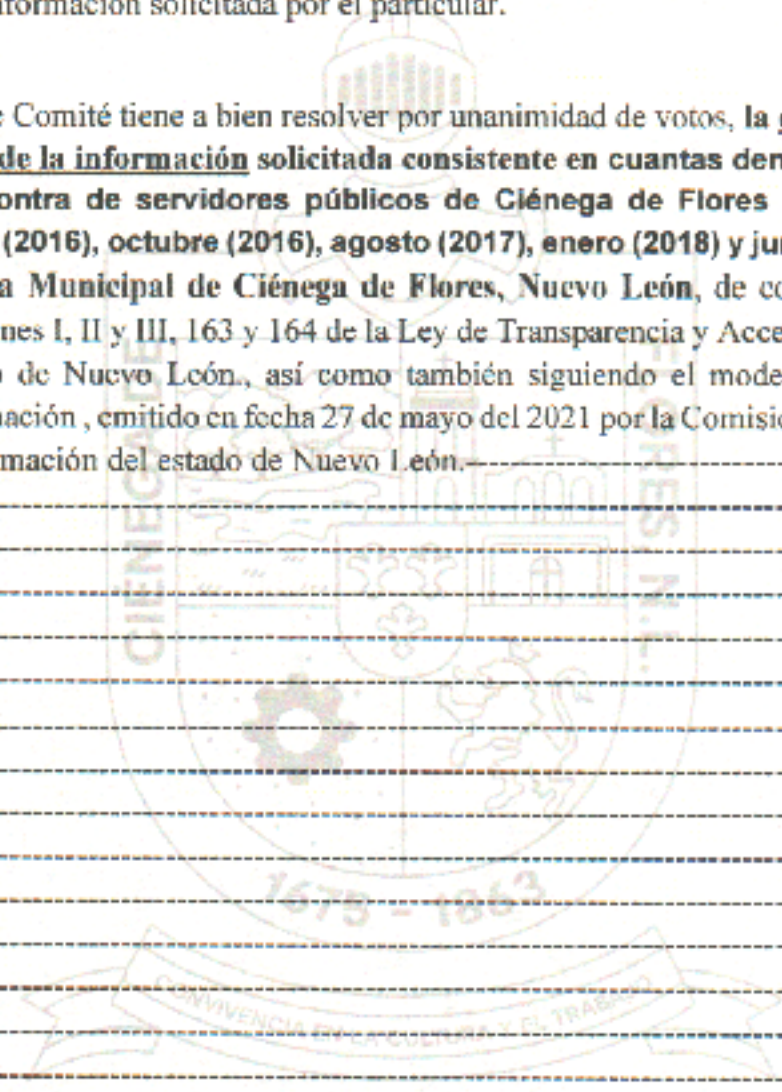 información solicitada por el particular.
Comité tiene a bien resolver por unanimidad de votos, la
de la información solicitada consistente en cuantas den
ontra de servidores públicos de Ciénega de Flores
(2016), octubre (2016), agosto (2017), enero (2018) y ju
a Municipal de Ciénega de Flores, Nuevo León, de co
nes I, II y III, 163 y 164 de la Ley de Transparencia y Acce
de Nuevo León., así como también siguiendo el mode
mación , emitido en fecha 27 de mayo del 2021 por la Comisi
mación del estado de Nuevo León.
CIENEGA DE
FLORES, N.L.
1675 - 1863
CONVIVENCIA EN LA CULTURA Y EL TRABAJO